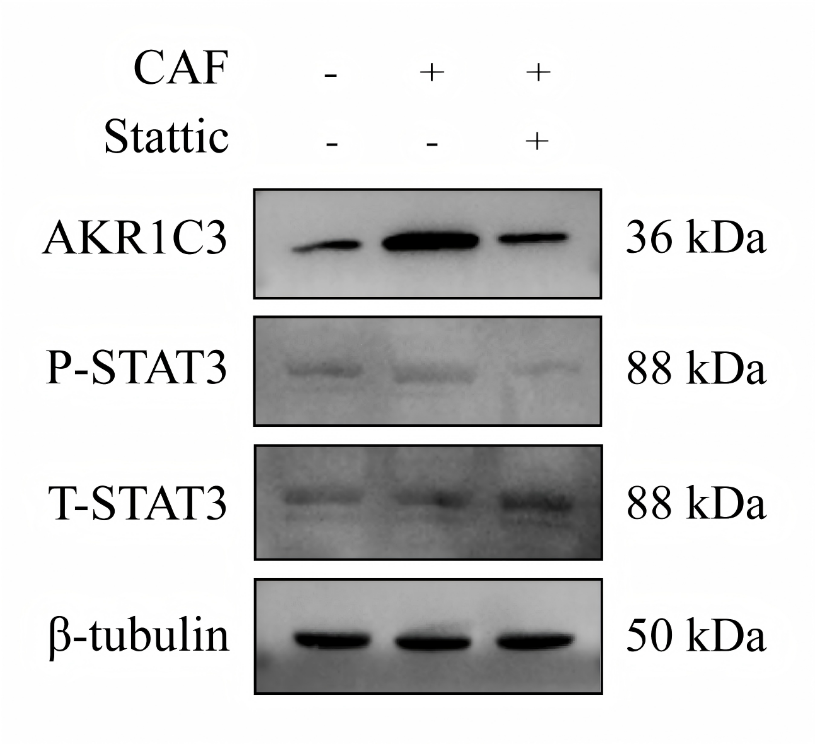 CAF - + +
Stattic - - +
AKR1C3 36 kDa
P-STAT3 88 kDa
T-STAT3 88 kDa
β-tubulin 50 kDa